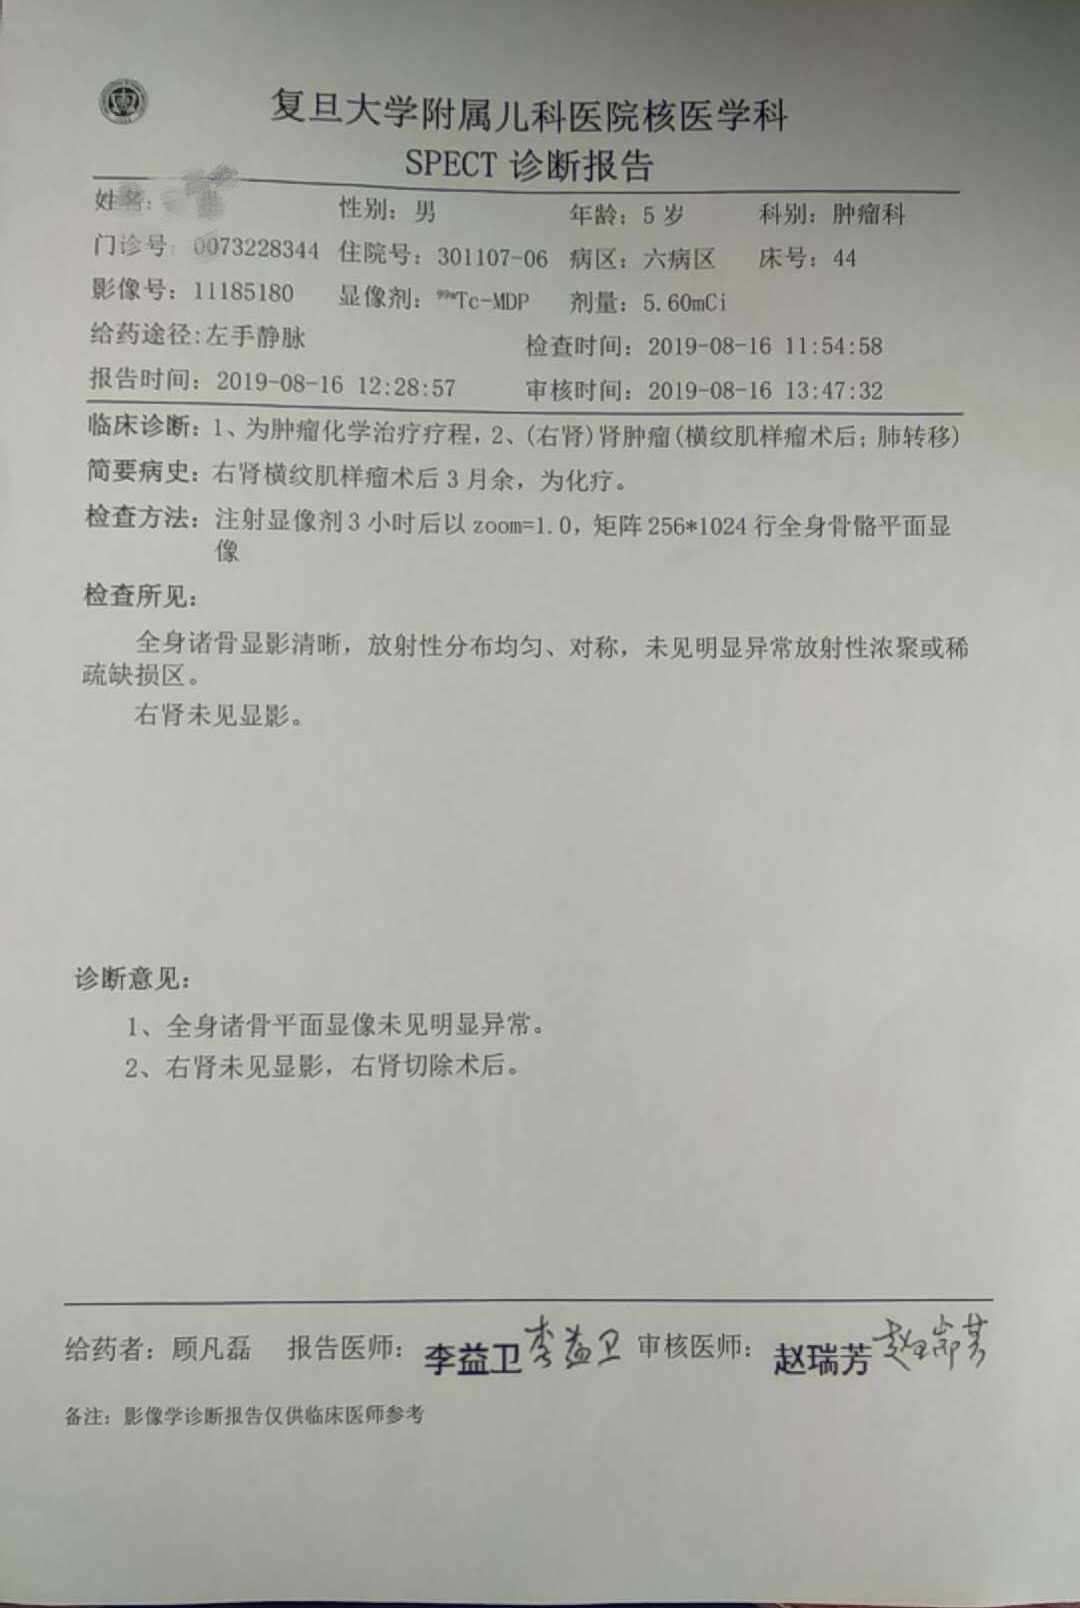 复旦大学附属儿科医院核医学科
SPECT 诊断报告
姓名: 性别: 男 年龄: 5 岁 科别: 肿瘤科
门诊号: 0073228344 住院号: 301107-06 病区: 六病区 床号: 44
影像号: 11185180 显像剂: ⁹⁹ᵐTc-MDP 剂量: 5.60mCi
给药途径:左手静脉 检查时间: 2019-08-16 11:54:58
报告时间: 2019-08-16 12:28:57 审核时间: 2019-08-16 13:47:32
临床诊断: 1、为肿瘤化学治疗疗程, 2、(右肾)肾肿瘤(横纹肌样瘤术后; 肺转移)
简要病史: 右肾横纹肌样瘤术后 3 月余, 为化疗。
检查方法: 注射显像剂 3 小时后以 zoom=1.0, 矩阵 256*1024 行全身骨骼平面显
像
检查所见:
全身诸骨显影清晰, 放射性分布均匀、对称, 未见明显异常放射性浓聚或稀
疏缺损区。
右肾未见显影。
诊断意见:
1、全身诸骨平面显像未见明显异常。
2、右肾未见显影, 右肾切除术后。
给药者: 顾凡磊 报告医师: 李益卫 李益卫 审核医师: 赵瑞芳 赵瑞芳
备注: 影像学诊断报告仅供临床医师参考